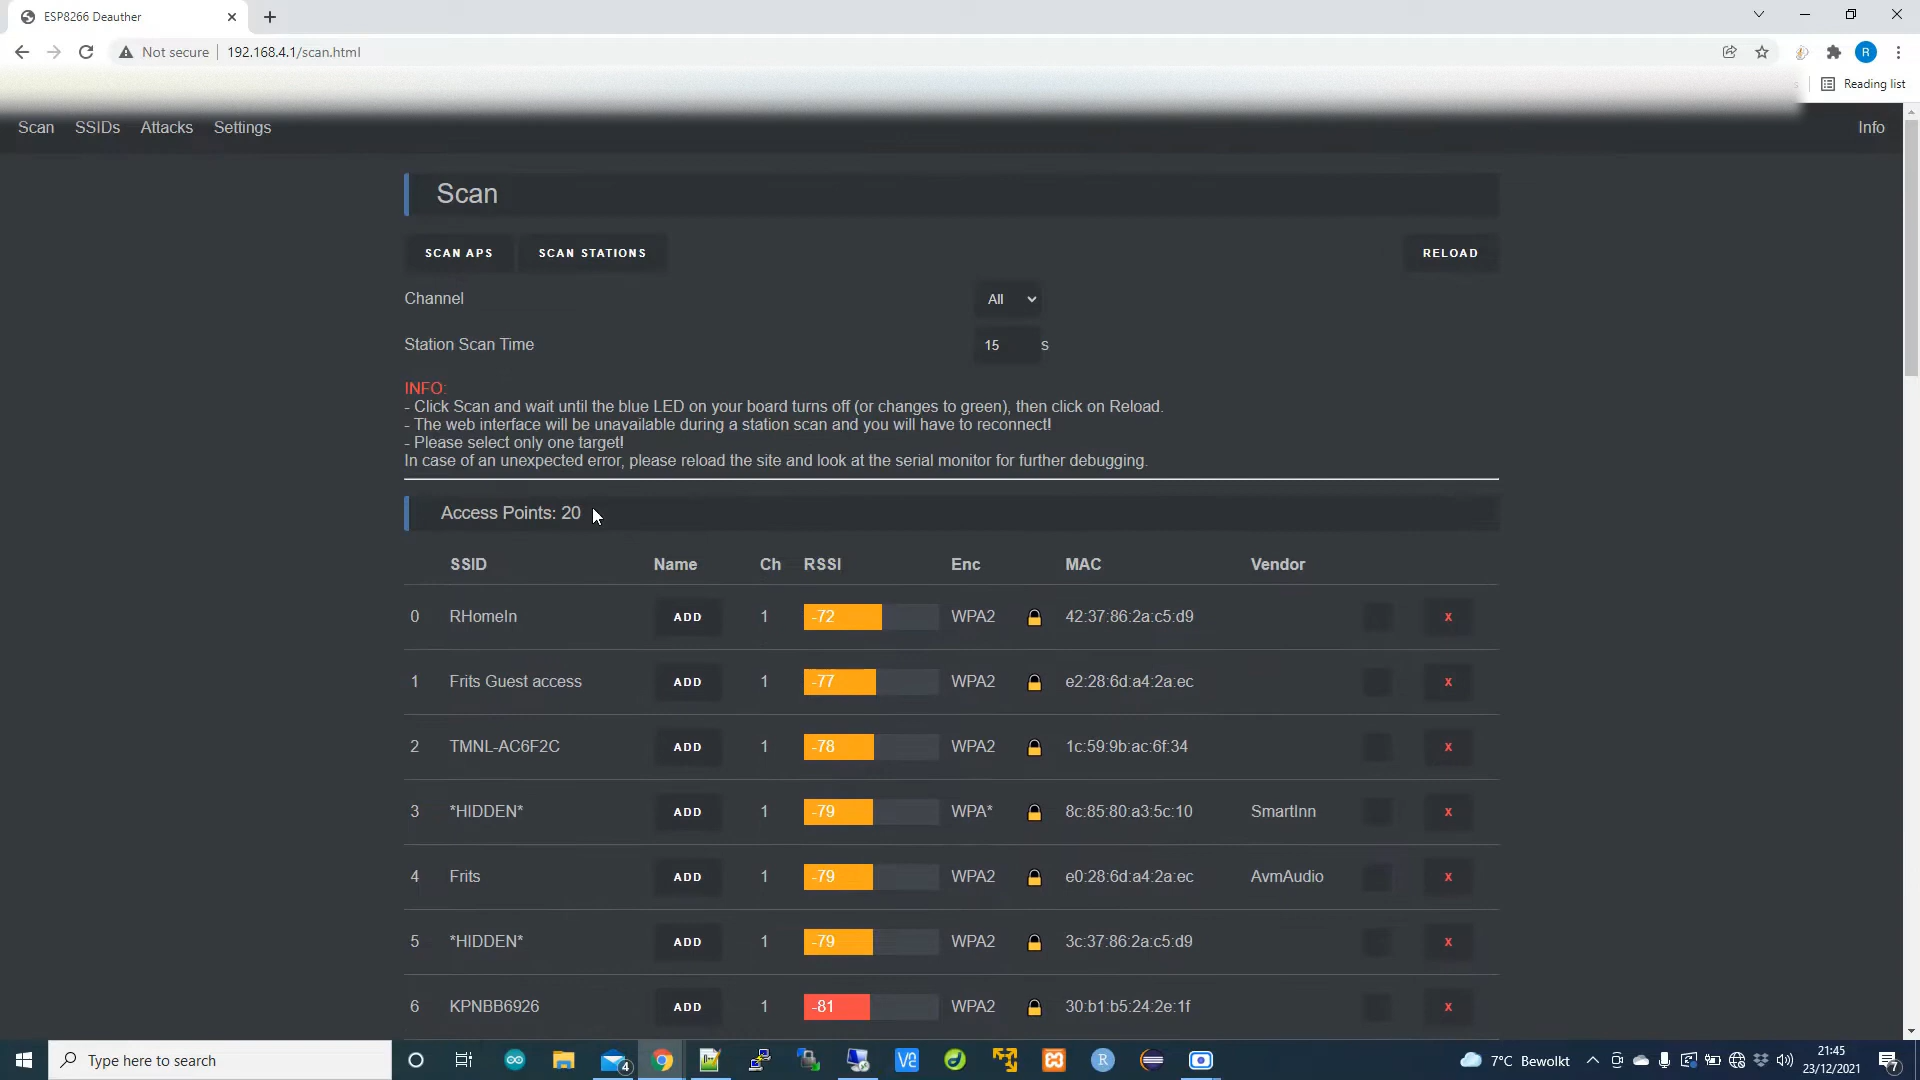 ESP8266 Deauther
Not secure 192.168.4.1/scan.html
R
Reading list
Scan SSIDs Attacks Settings Info
Scan
SCAN APS SCAN STATIONS RELOAD
Channel All
Station Scan Time 15 s
INFO:
- Click Scan and wait until the blue LED on your board turns off (or changes to green), then click on Reload.
- The web interface will be unavailable during a station scan and you will have to reconnect!
- Please select only one target!
In case of an unexpected error, please reload the site and look at the serial monitor for further debugging.
Access Points: 20
SSID Name Ch RSSI Enc MAC Vendor
0 RHomeIn ADD 1 -72 WPA2 42:37:86:2a:c5:d9 x
1 Frits Guest access ADD 1 -77 WPA2 e2:28:6d:a4:2a:ec x
2 TMNL-AC6F2C ADD 1 -78 WPA2 1c:59:9b:ac:6f:34 x
3 *HIDDEN* ADD 1 -79 WPA* 8c:85:80:a3:5c:10 SmartInn x
4 Frits ADD 1 -79 WPA2 e0:28:6d:a4:2a:ec AvmAudio x
5 *HIDDEN* ADD 1 -79 WPA2 3c:37:86:2a:c5:d9 x
6 KPNBB6926 ADD 1 -81 WPA2 30:b1:b5:24:2e:1f x
Type here to search 4 R 7°C Bewolkt 21:45 7
23/12/2021